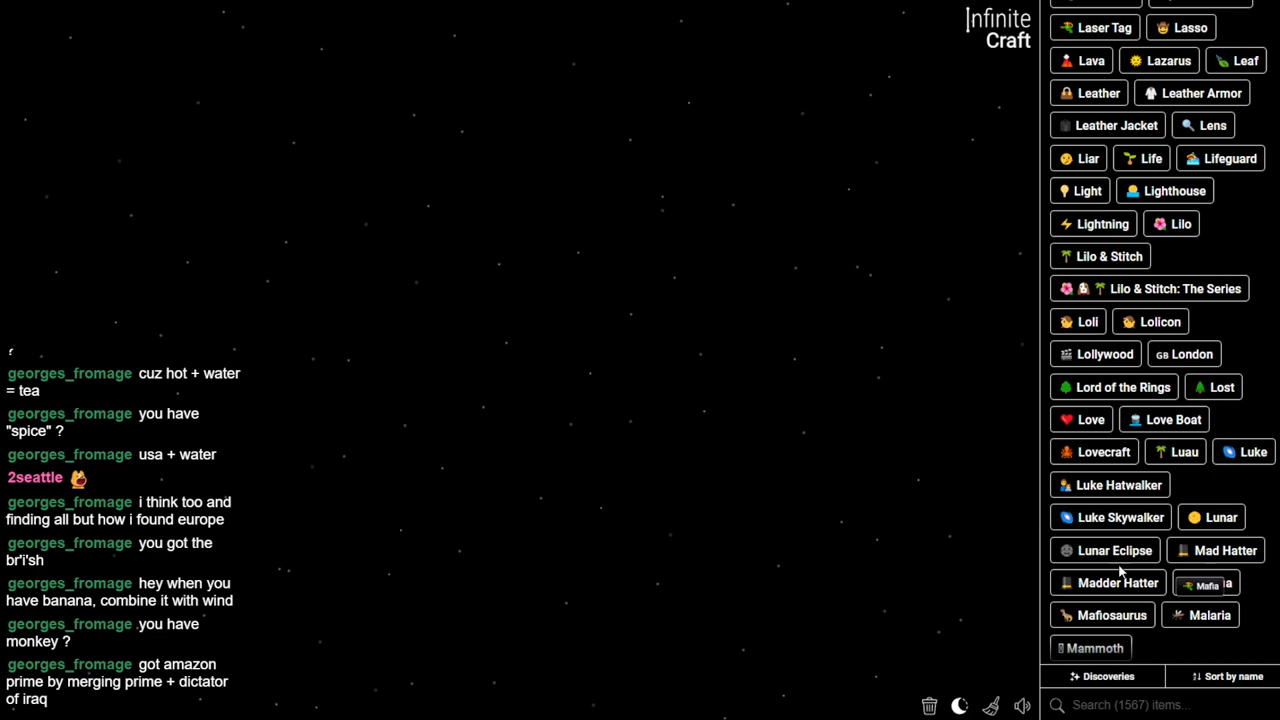 Infinite
Craft
?
georges_fromage cuz hot + water
= tea
georges_fromage you have
"spice" ?
georges_fromage usa + water
2seattle
georges_fromage i think too and
finding all but how i found europe
georges_fromage you got the
br'i'sh
georges_fromage hey when you
have banana, combine it with wind
georges_fromage .you have
monkey ?
georges_fromage got amazon
prime by merging prime + dictator
of iraq
Laser Tag Lasso
Lava Lazarus Leaf
Leather Leather Armor
Leather Jacket Lens
Liar Life Lifeguard
Light Lighthouse
Lightning Lilo
Lilo & Stitch
Lilo & Stitch: The Series
Loli Lolicon
Lollywood GB London
Lord of the Rings Lost
Love Love Boat
Lovecraft Luau Luke
Luke Hatwalker
Luke Skywalker Lunar
Lunar Eclipse Mad Hatter
Madder Hatter Mafia
Mafiosaurus Malaria
Mammoth
Discoveries Sort by name
Search (1567) items...